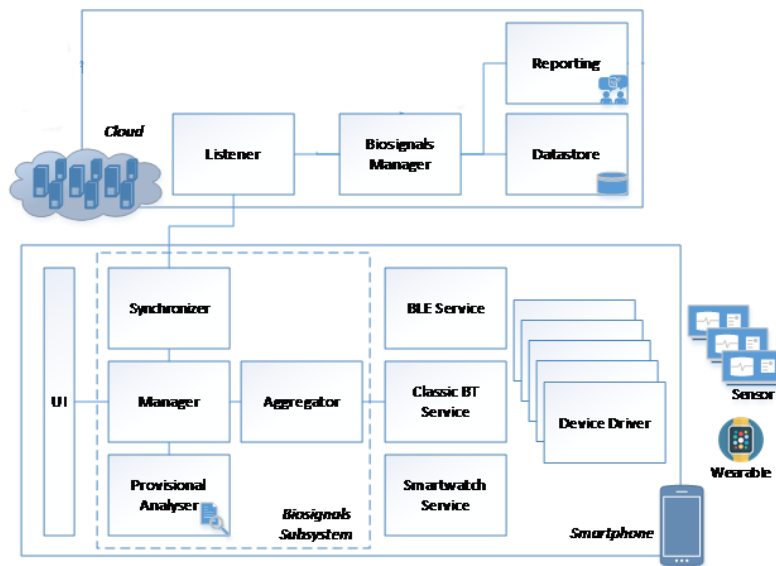 Reporting
Cloud
Listener
Biosignals
Manager
Datastore
Synchronizer
BLE Service
UI
Manager
Aggregator
Classic BT
Service
Device Driver
Sensor
Wearable
Provisional
Analyser
Biosignals
Subsystem
Smartwatch
Service
Smartphone